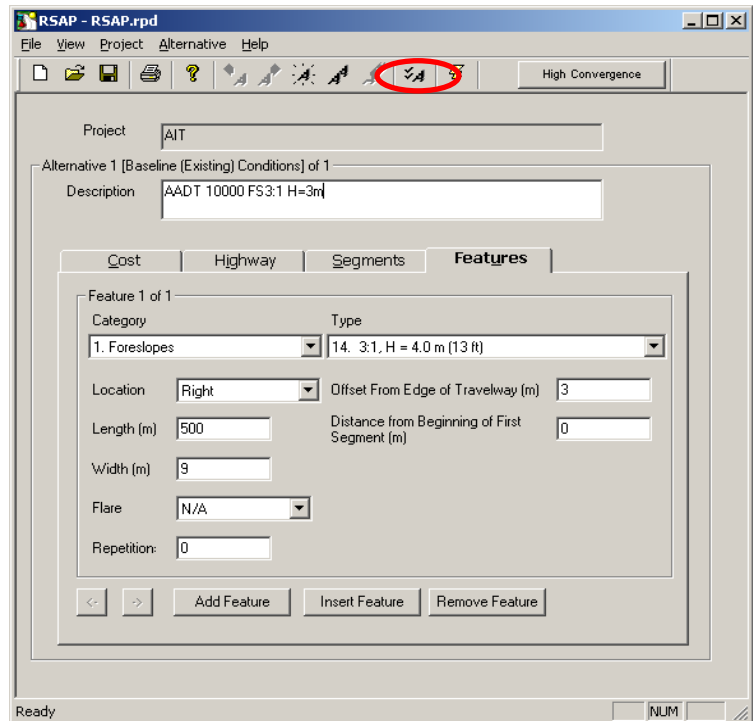 RSAP - RSAP.rpd
File View Project Alternative Help
High Convergence
Project AIT
Alternative 1 [Baseline (Existing) Conditions] of 1
Description AADT 10000 FS3:1 H=3m
Cost Highway Segments Features
Feature 1 of 1
Category Type
1. Foreslopes 14. 3:1, H = 4.0 m (13 ft)
Location Right Offset From Edge of Travelway (m) 3
Length (m) 500 Distance from Beginning of First
Segment (m) 0
Width (m) 9
Flare N/A
Repetition: 0
<- -> Add Feature Insert Feature Remove Feature
Ready NUM